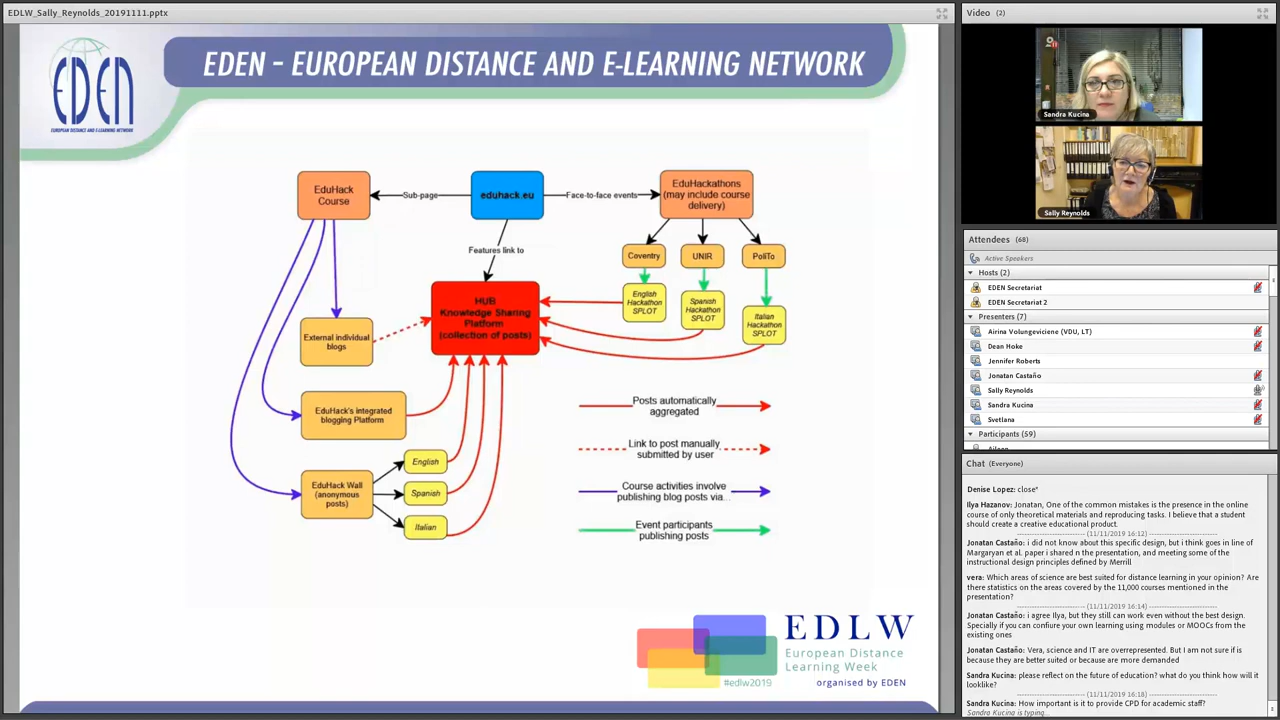 EDLW_Sally_Reynolds_20191111.pptx
EDEN
EUROPEAN DISTANCE AND E-LEARNING NETWORK
EDEN - EUROPEAN DISTANCE AND E-LEARNING NETWORK
EduHack
Course
Sub-page
eduhack.eu
Face-to-face events
EduHackathons
(may include course
delivery)
Features link to
Coventry
UNIR
PoliTo
English
Hackathon
SPLOT
Spanish
Hackathon
SPLOT
Italian
Hackathon
SPLOT
HUB
Knowledge Sharing
Platform
(collection of posts)
External individual
blogs
EduHack's integrated
blogging Platform
EduHack Wall
(anonymous
posts)
English
Spanish
Italian
Posts automatically
aggregated
Link to post manually
submitted by user
Course activities involve
publishing blog posts via...
Event participants
publishing posts
EDLW
European Distance
Learning Week
#edlw2019
organised by EDEN
Video (2)
Sandra Kucina
Sally Reynolds
Attendees (68)
Active Speakers
Hosts (2)
EDEN Secretariat
EDEN Secretariat 2
Presenters (7)
Airina Volungeviciene (VDU, LT)
Dean Hoke
Jennifer Roberts
Jonatan Castaño
Sally Reynolds
Sandra Kucina
Svetlana
Participants (59)
Chat (Everyone)
Denise Lopez: close*
Ilya Hazanov: Jonatan, One of the common mistakes is the presence in the online
course of only theoretical materials and reproducing tasks. I believe that a student
should create a creative educational product.
(11/11/2019 16:12)
Jonatan Castaño: i did not know about this specific design, but i think goes in line of
Margaryan et al. paper i shared n the presentation, and meeting some of the
instructional design principles defined by Merrill
vera: Which areas of science are best suited for distance learning in your opinion? Are
there statistics on the areas covered by the 11,000 courses mentioned in the
presentation?
(11/11/2019 16:14)
Jonatan Castaño: i agree Ilya, but they still can work even without the best design.
Specially if you can confiure your own learning using modules or MOOCs from the
existing ones
Jonatan Castaño: Vera, science and IT are overrepresented. But I am not sure if is
because they are better suited or because are more demanded
Sandra Kucina: please reflect on the future of education? what do you think how will it
looklike?
(11/11/2019 16:18)
Sandra Kucina: How important is it to provide CPD for academic staff?
Sandra Kucina is typing...